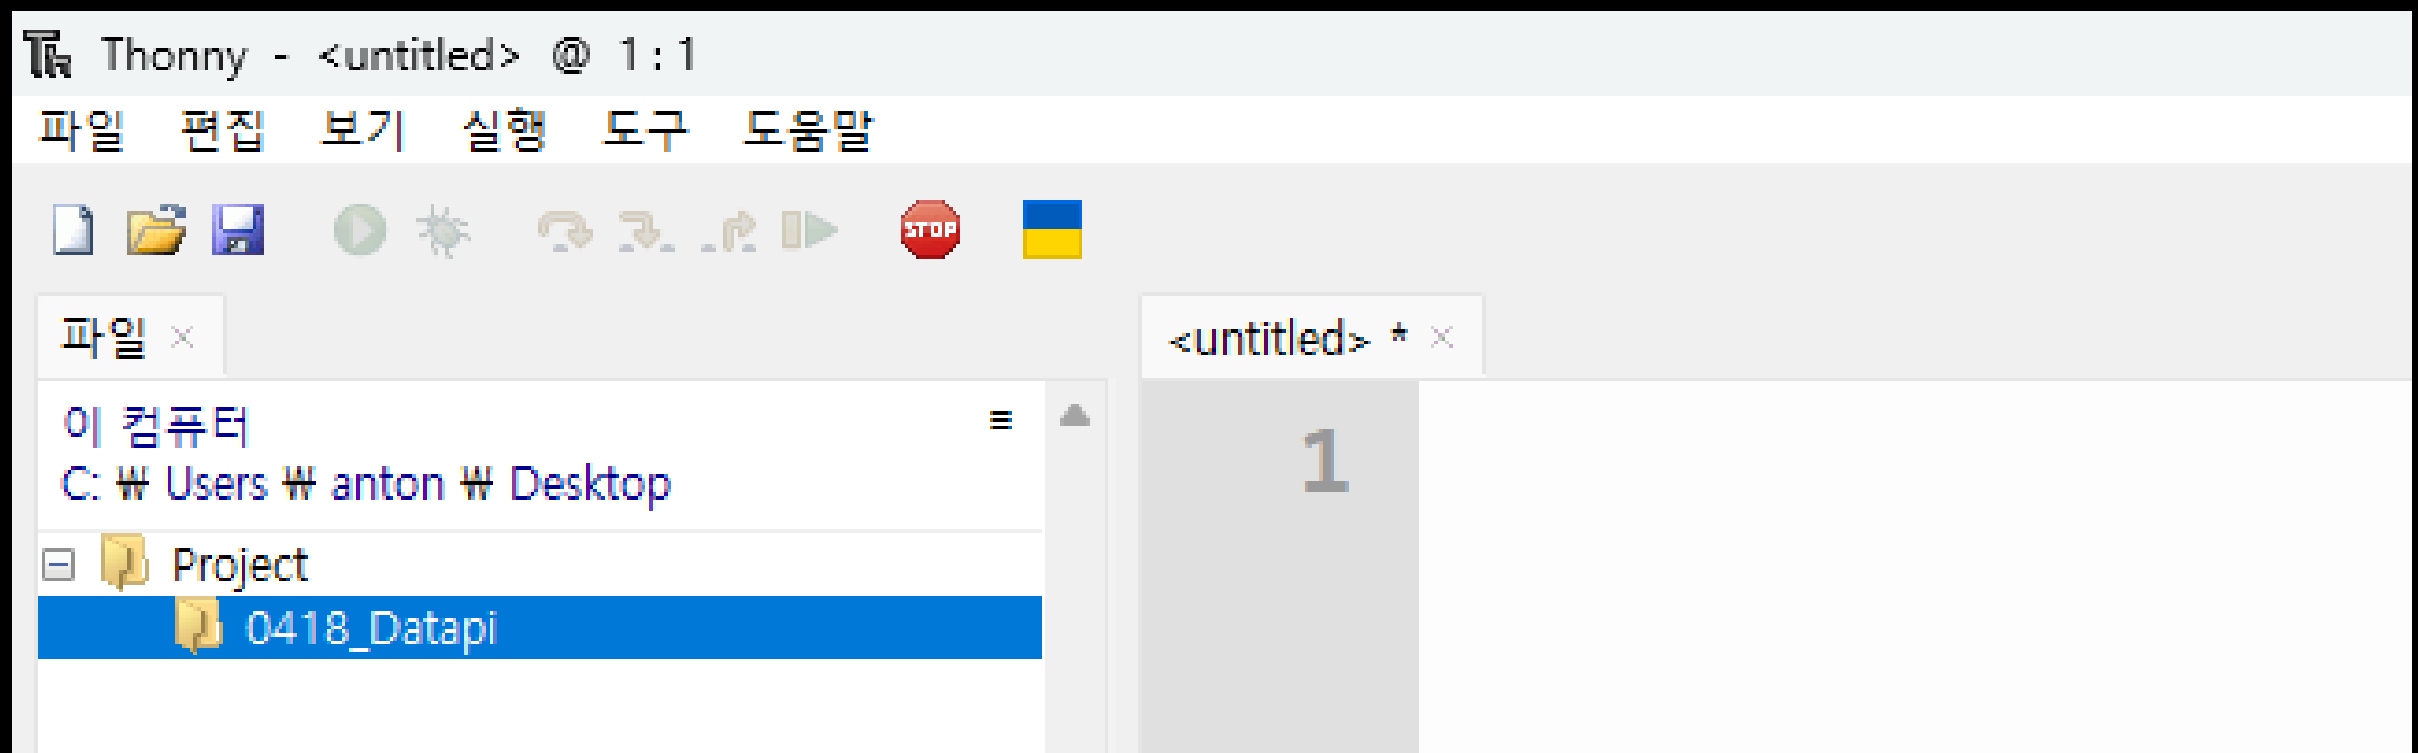 Th Thonny - <untitled> @ 1:1
파일 편집 보기 실행 도구 도움말
STOP
파일 ×
<untitled> * ×
이 컴퓨터 ≡
C: ₩ Users ₩ anton ₩ Desktop
1
Project
0418_Datapi